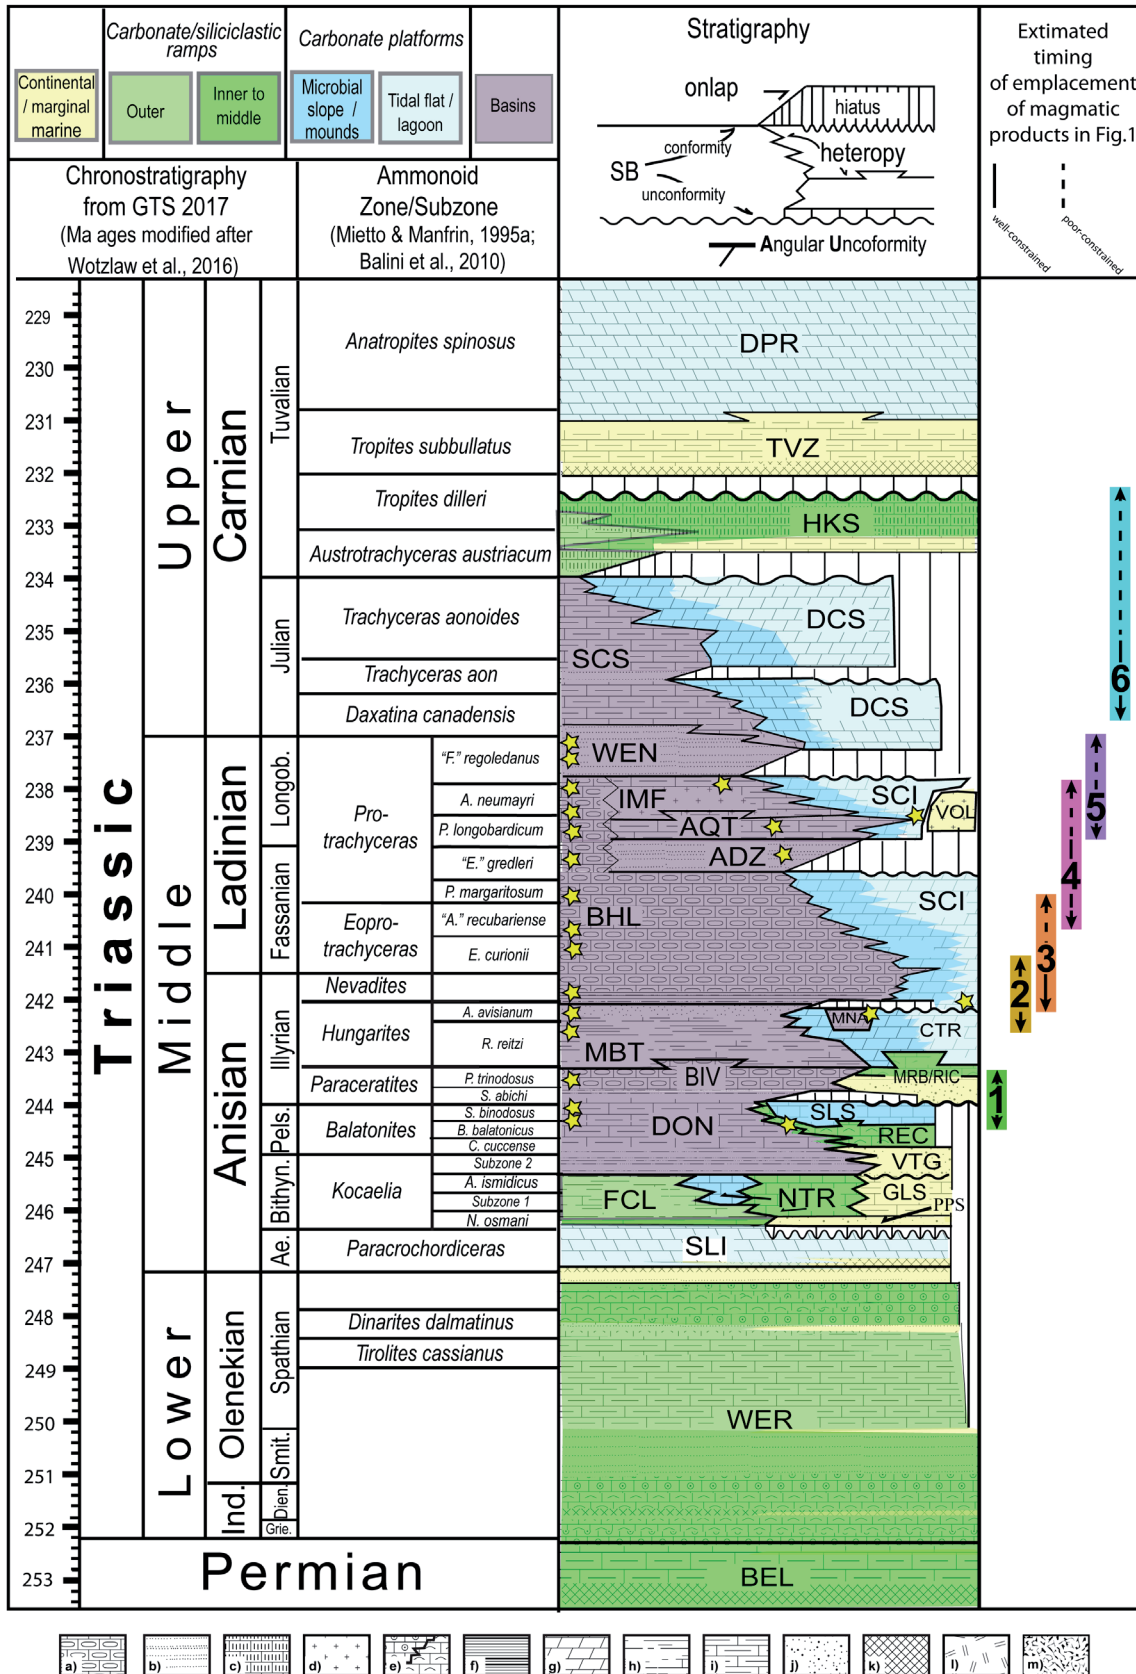 Carbonate/siliciclastic
ramps
Carbonate platforms
Continental
/ marginal
marine
Outer
Inner to
middle
Microbial
slope /
mounds
Tidal flat /
lagoon
Basins
Stratigraphy
onlap
hiatus
conformity
heteropy
SB
unconformity
Angular Uncoformity
Extimated
timing
of emplacement
of magmatic
products in Fig.1
well-constrained
poor-constrained
Chronostratigraphy
from GTS 2017
(Ma ages modified after
Wotzlaw et al., 2016)
Ammonoid
Zone/Subzone
(Mietto & Manfrin, 1995a;
Balini et al., 2010)
229
230
231
232
233
234
235
236
237
238
239
240
241
242
243
244
245
246
247
248
249
250
251
252
253
Triassic
Upper
Middle
Lower
Carnian
Ladinian
Anisian
Olenekian
Ind.
Permian
Tuvalian
Julian
Longob.
Fassanian
Illyrian
Pels.
Bithyn.
Ae.
Spathian
Smit.
Dien.
Grie.
Anatropites spinosus
Tropites subbullatus
Tropites dilleri
Austrotrachyceras austriacum
Trachyceras aonoides
Trachyceras aon
Daxatina canadensis
Pro-
trachyceras
Eopro-
trachyceras
Nevadites
Hungarites
Paraceratites
Balatonites
Kocaelia
Paracrochordiceras
Dinarites dalmatinus
Tirolites cassianus
"F." regoledanus
A. neumayri
P. longobardicum
"E." gredleri
P. margaritosum
"A." recubariense
E. curionii
A. avisianum
R. reitzi
P. trinodosus
S. abichi
S. binodosus
B. balatonicus
C. cuccense
Subzone 2
A. ismidicus
Subzone 1
N. osmani
DPR
TVZ
HKS
DCS
SCS
DCS
WEN
IMF
SCI
VOL
AQT
ADZ
SCI
BHL
MNA
CTR
MBT
BIV
MRB/RIC
SLS
DON
REC
VTG
FCL
NTR
GLS
PPS
SLI
WER
BEL
6
5
4
3
2
1
a)
b)
c)
d)
e)
f)
g)
h)
i)
j)
k)
l)
m)